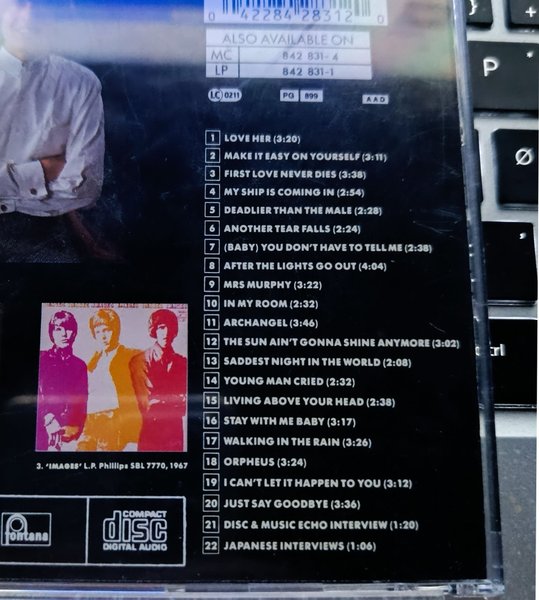 0 42284 28312 0
ALSO AVAILABLE ON
MC 842 831-4
LP 842 831-1
LC 0211 PG 899 AAD
1 LOVE HER (3:20)
2 MAKE IT EASY ON YOURSELF (3:11)
3 FIRST LOVE NEVER DIES (3:38)
4 MY SHIP IS COMING IN (2:54)
5 DEADLIER THAN THE MALE (2:28)
6 ANOTHER TEAR FALLS (2:24)
7 (BABY) YOU DON'T HAVE TO TELL ME (2:38)
8 AFTER THE LIGHTS GO OUT (4:04)
9 MRS MURPHY (3:22)
10 IN MY ROOM (2:32)
11 ARCHANGEL (3:46)
12 THE SUN AIN'T GONNA SHINE ANYMORE (3:02)
13 SADDEST NIGHT IN THE WORLD (2:08)
14 YOUNG MAN CRIED (2:32)
15 LIVING ABOVE YOUR HEAD (2:38)
16 STAY WITH ME BABY (3:17)
17 WALKING IN THE RAIN (3:26)
18 ORPHEUS (3:24)
19 I CAN'T LET IT HAPPEN TO YOU (3:12)
20 JUST SAY GOODBYE (3:36)
21 DISC & MUSIC ECHO INTERVIEW (1:20)
22 JAPANESE INTERVIEWS (1:06)
3. 'IMAGES' L.P. Phillips SBL 7770, 1967
fontana
COMPACT
disc
DIGITAL AUDIO
P
Ø
ctrl